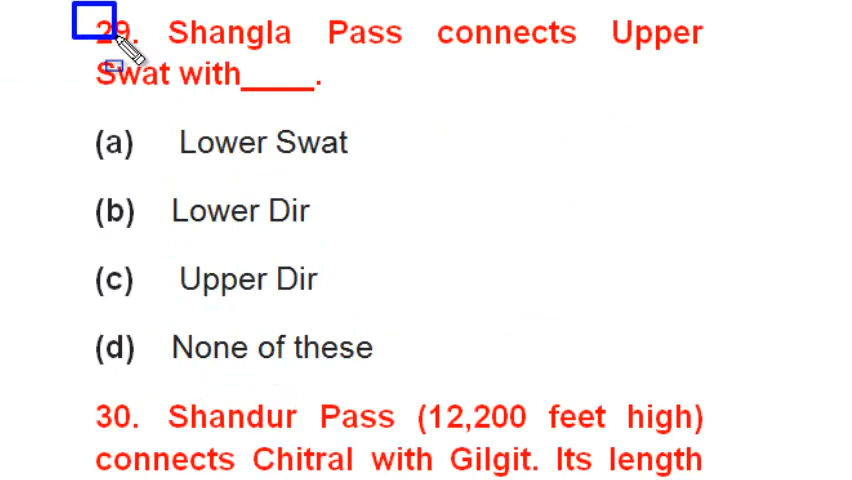 29. Shangla Pass connects Upper
Swat with____.
(a) Lower Swat
(b) Lower Dir
(c) Upper Dir
(d) None of these
30. Shandur Pass (12,200 feet high)
connects Chitral with Gilgit. Its length